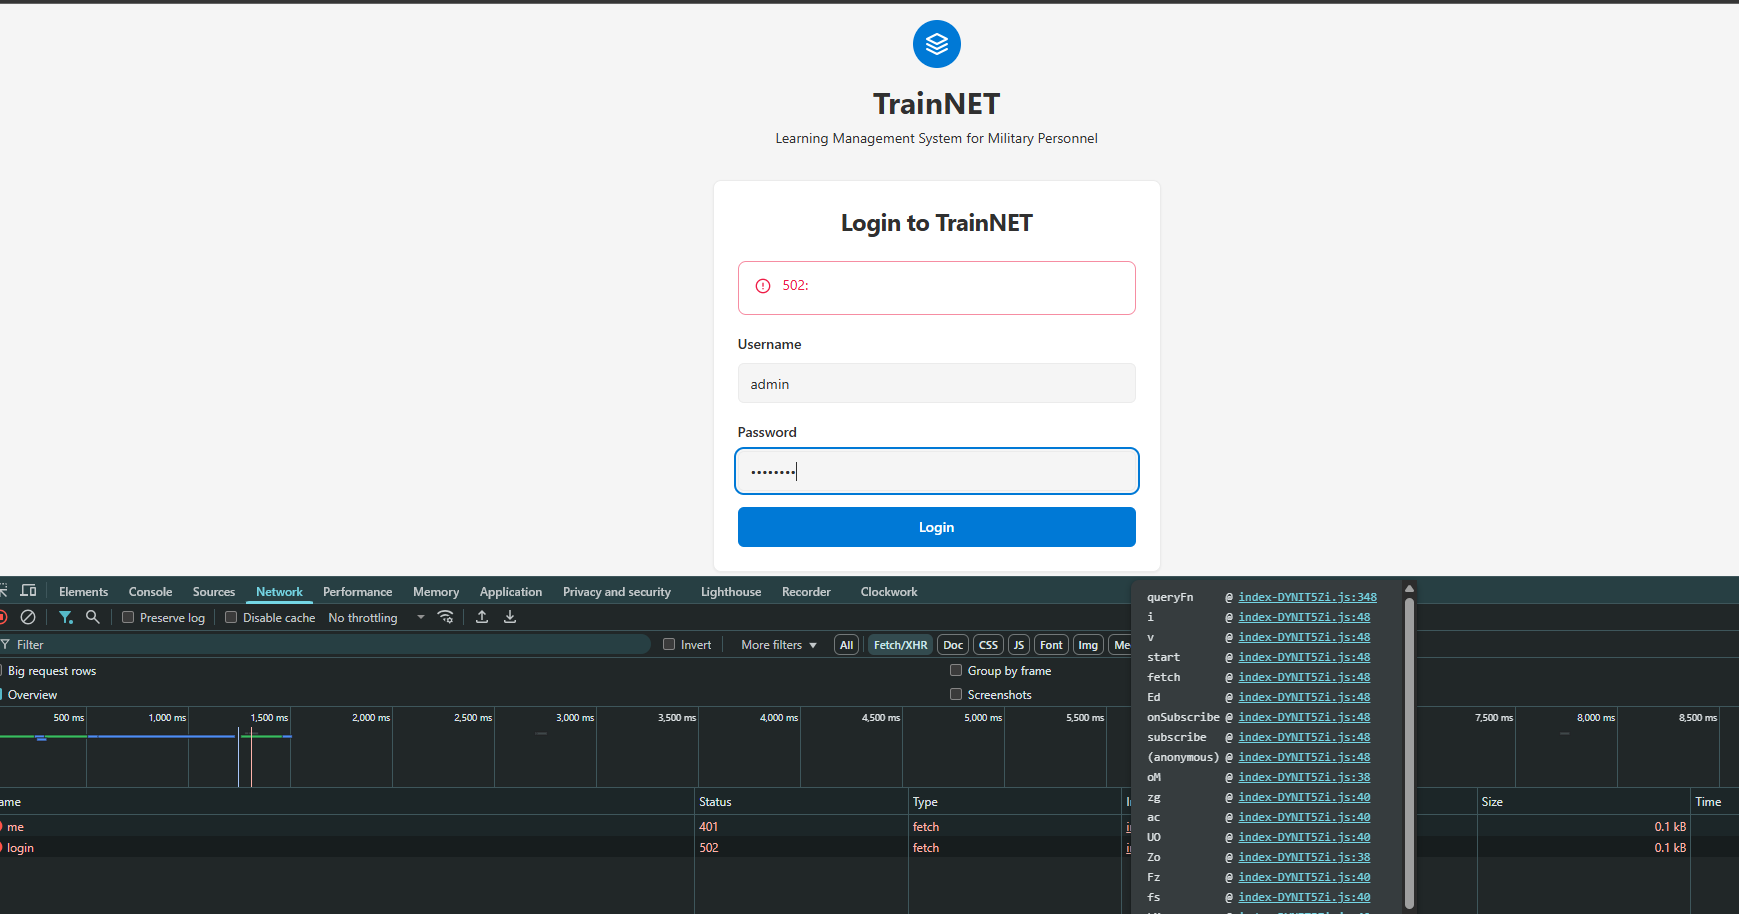 TrainNET
Learning Management System for Military Personnel
Login to TrainNET
502:
Username
admin
Password
••••••••
Login
Elements Console Sources Network Performance Memory Application Privacy and security Lighthouse Recorder Clockwork
Preserve log Disable cache No throttling
Filter Invert More filters All Fetch/XHR Doc CSS JS Font Img Me
Big request rows Group by frame
Overview Screenshots
500 ms 1,000 ms 1,500 ms 2,000 ms 2,500 ms 3,000 ms 3,500 ms 4,000 ms 4,500 ms 5,000 ms 5,500 ms 7,500 ms 8,000 ms 8,500 ms
ame Status Type Size Time
me 401 fetch 0.1 kB
login 502 fetch 0.1 kB
queryFn @ index-DYNIT5Zi.js:348
i @ index-DYNIT5Zi.js:48
v @ index-DYNIT5Zi.js:48
start @ index-DYNIT5Zi.js:48
fetch @ index-DYNIT5Zi.js:48
Ed @ index-DYNIT5Zi.js:48
onSubscribe @ index-DYNIT5Zi.js:48
subscribe @ index-DYNIT5Zi.js:48
(anonymous) @ index-DYNIT5Zi.js:48
oM @ index-DYNIT5Zi.js:38
zg @ index-DYNIT5Zi.js:40
ac @ index-DYNIT5Zi.js:40
UO @ index-DYNIT5Zi.js:40
Zo @ index-DYNIT5Zi.js:38
Fz @ index-DYNIT5Zi.js:40
fs @ index-DYNIT5Zi.js:40